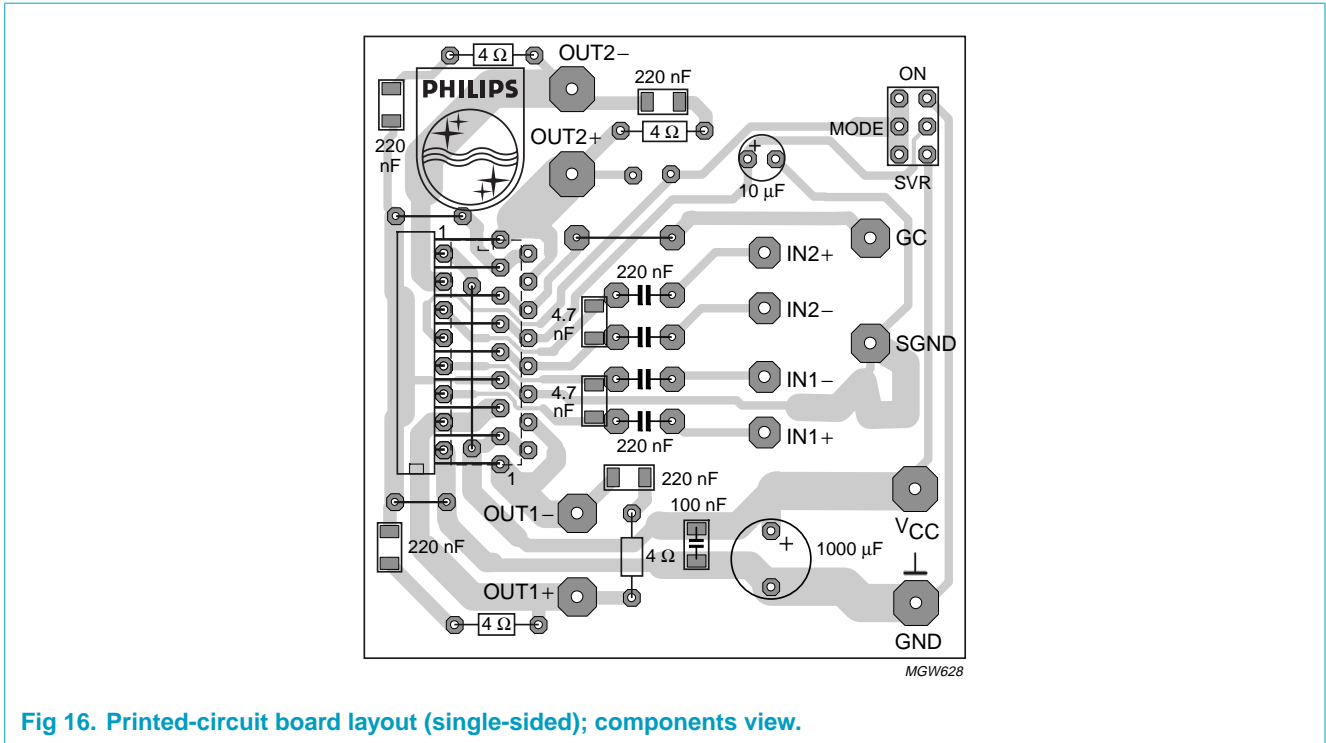 4 Ω
OUT2−
PHILIPS
220 nF
ON
4 Ω
MODE
OUT2+
220
nF
+
10 μF
SVR
1
GC
IN2+
220 nF
IN2−
4.7
nF
SGND
IN1−
4.7
nF
IN1+
220 nF
1
220 nF
100 nF
OUT1−
VCC
220 nF
4 Ω
+
1000 μF
OUT1+
4 Ω
GND
MGW628
Fig 16. Printed-circuit board layout (single-sided); components view.